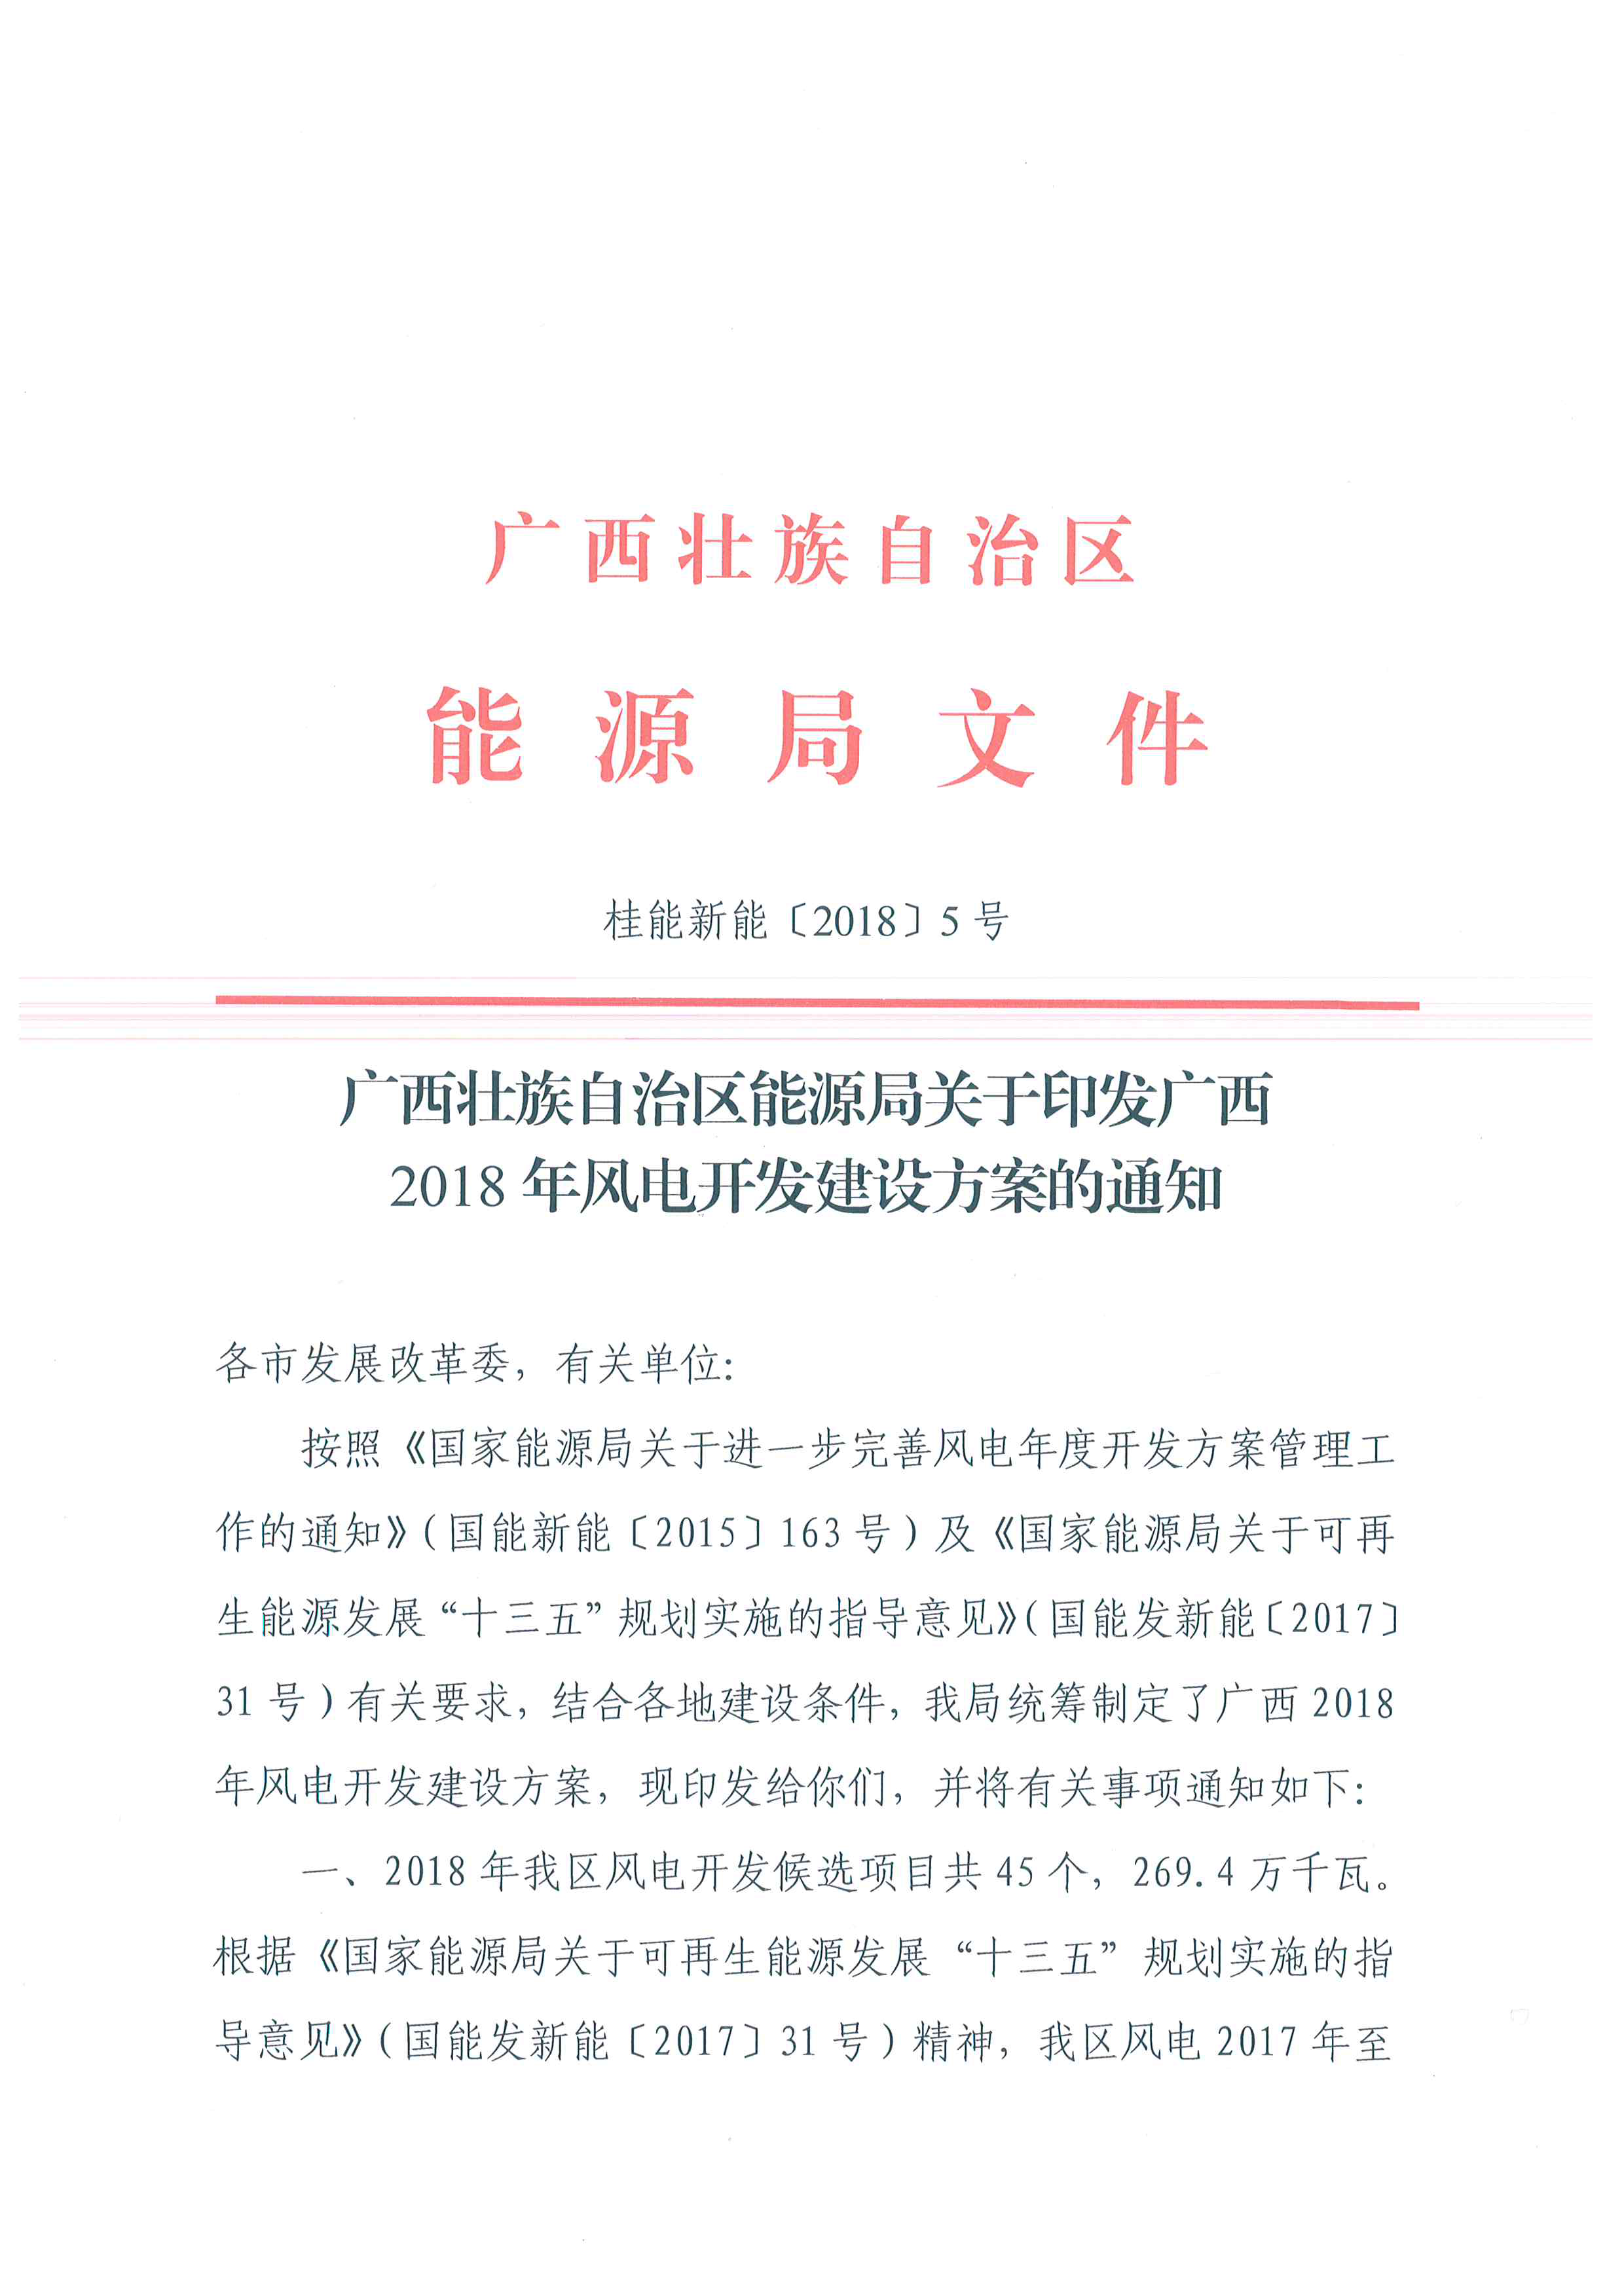 广西壮族自治区
能源局文件
桂能新能〔2018〕5号
广西壮族自治区能源局关于印发广西
2018年风电开发建设方案的通知
各市发展改革委，有关单位：
按照《国家能源局关于进一步完善风电年度开发方案管理工
作的通知》（国能新能〔2015〕163号）及《国家能源局关于可再
生能源发展“十三五”规划实施的指导意见》（国能发新能〔2017〕
31号）有关要求，结合各地建设条件，我局统筹制定了广西2018
年风电开发建设方案，现印发给你们，并将有关事项通知如下：
一、2018年我区风电开发候选项目共45个，269.4万千瓦。
根据《国家能源局关于可再生能源发展“十三五”规划实施的指
导意见》（国能发新能〔2017〕31号）精神，我区风电2017年至